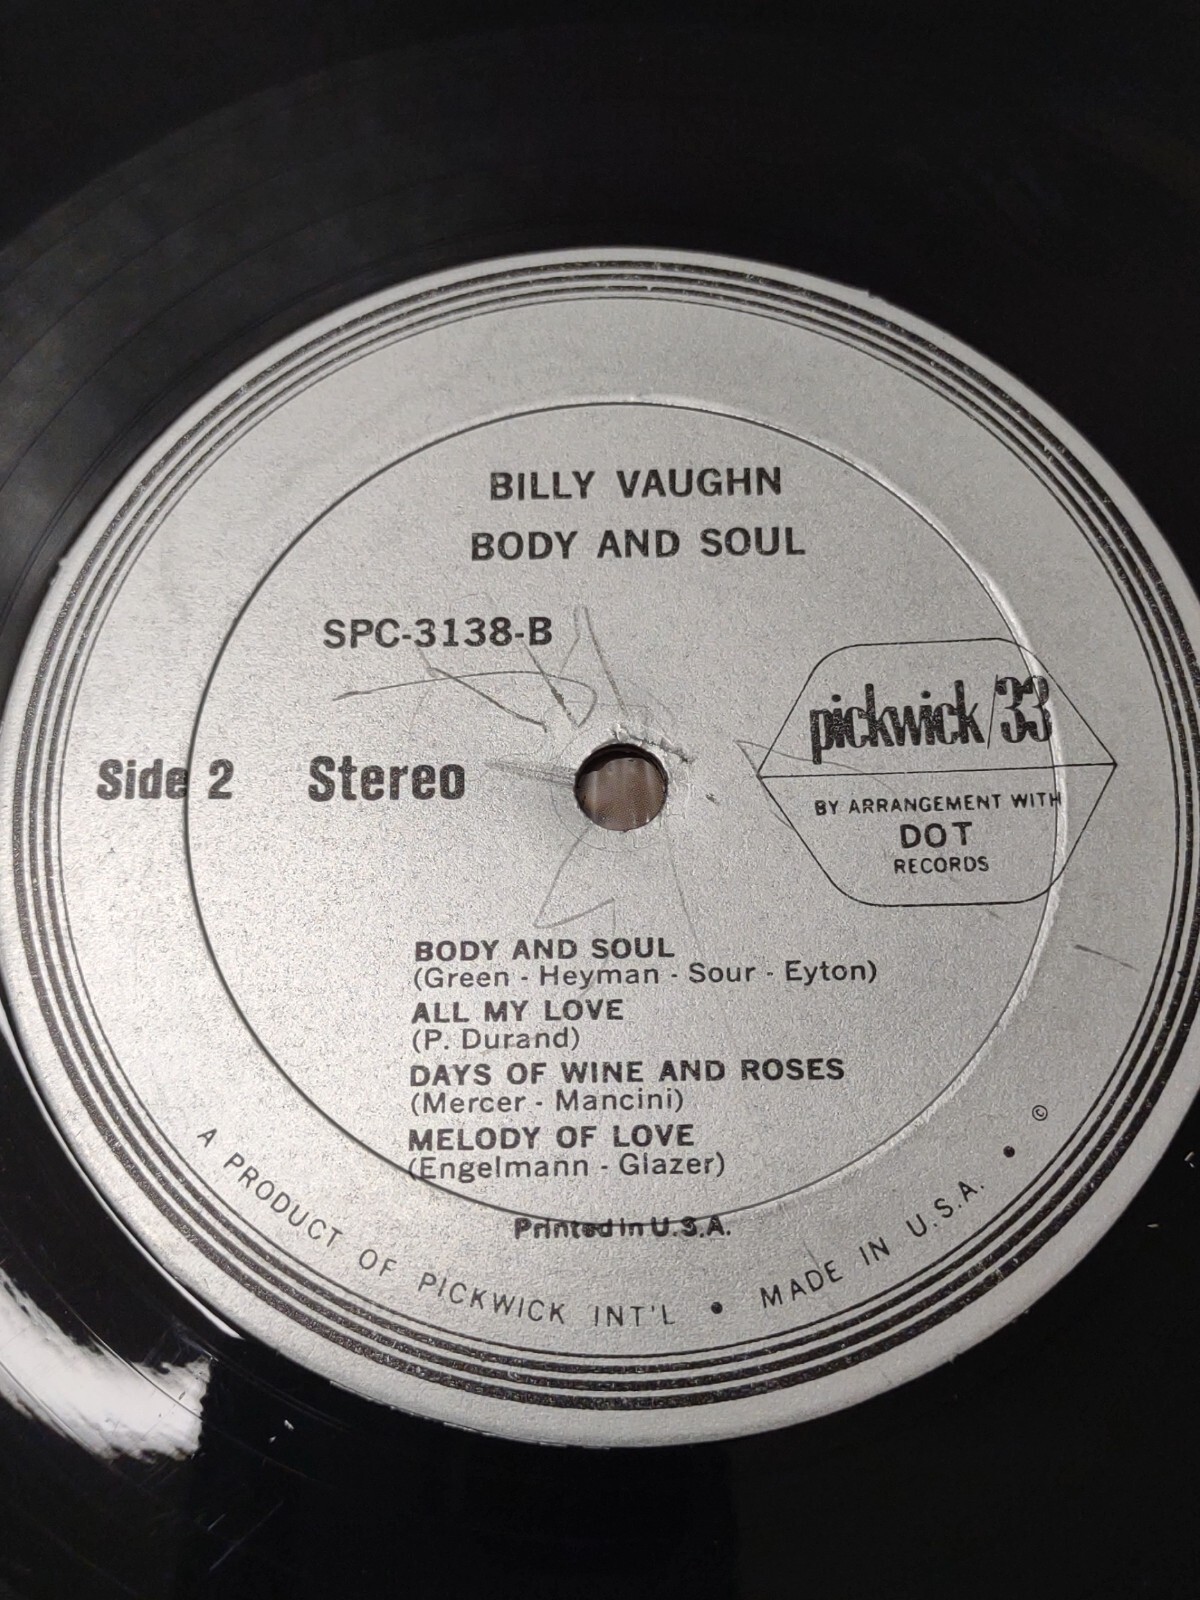 BILLY VAUGHN
BODY AND SOUL
SPC-3138-B
Side 2 Stereo
pickwick/33
BY ARRANGEMENT WITH
DOT
RECORDS
BODY AND SOUL
(Green - Heyman - Sour - Eyton)
ALL MY LOVE
(P. Durand)
DAYS OF WINE AND ROSES
(Mercer - Mancini)
MELODY OF LOVE
(Engelmann - Glazer)
Printed in U.S.A.
A PRODUCT OF PICKWICK INT'L • MADE IN U.S.A. • ©